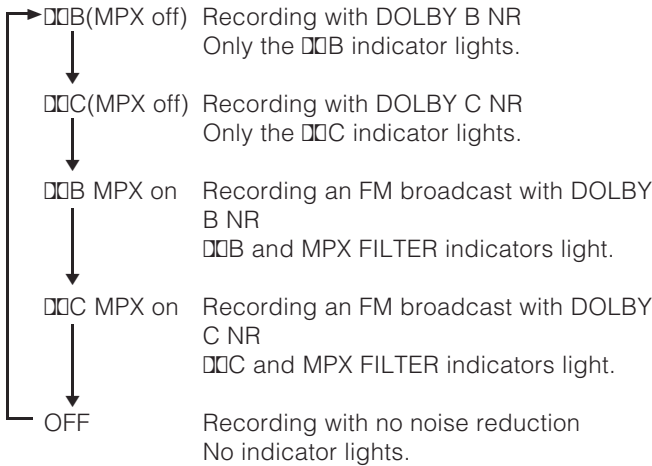 𝗗𝗗B(MPX off) Recording with DOLBY B NR
Only the 𝗗𝗗B indicator lights.
𝗗𝗗C(MPX off) Recording with DOLBY C NR
Only the 𝗗𝗗C indicator lights.
𝗗𝗗B MPX on Recording an FM broadcast with DOLBY
B NR
𝗗𝗗B and MPX FILTER indicators light.
𝗗𝗗C MPX on Recording an FM broadcast with DOLBY
C NR
𝗗𝗗C and MPX FILTER indicators light.
OFF Recording with no noise reduction
No indicator lights.